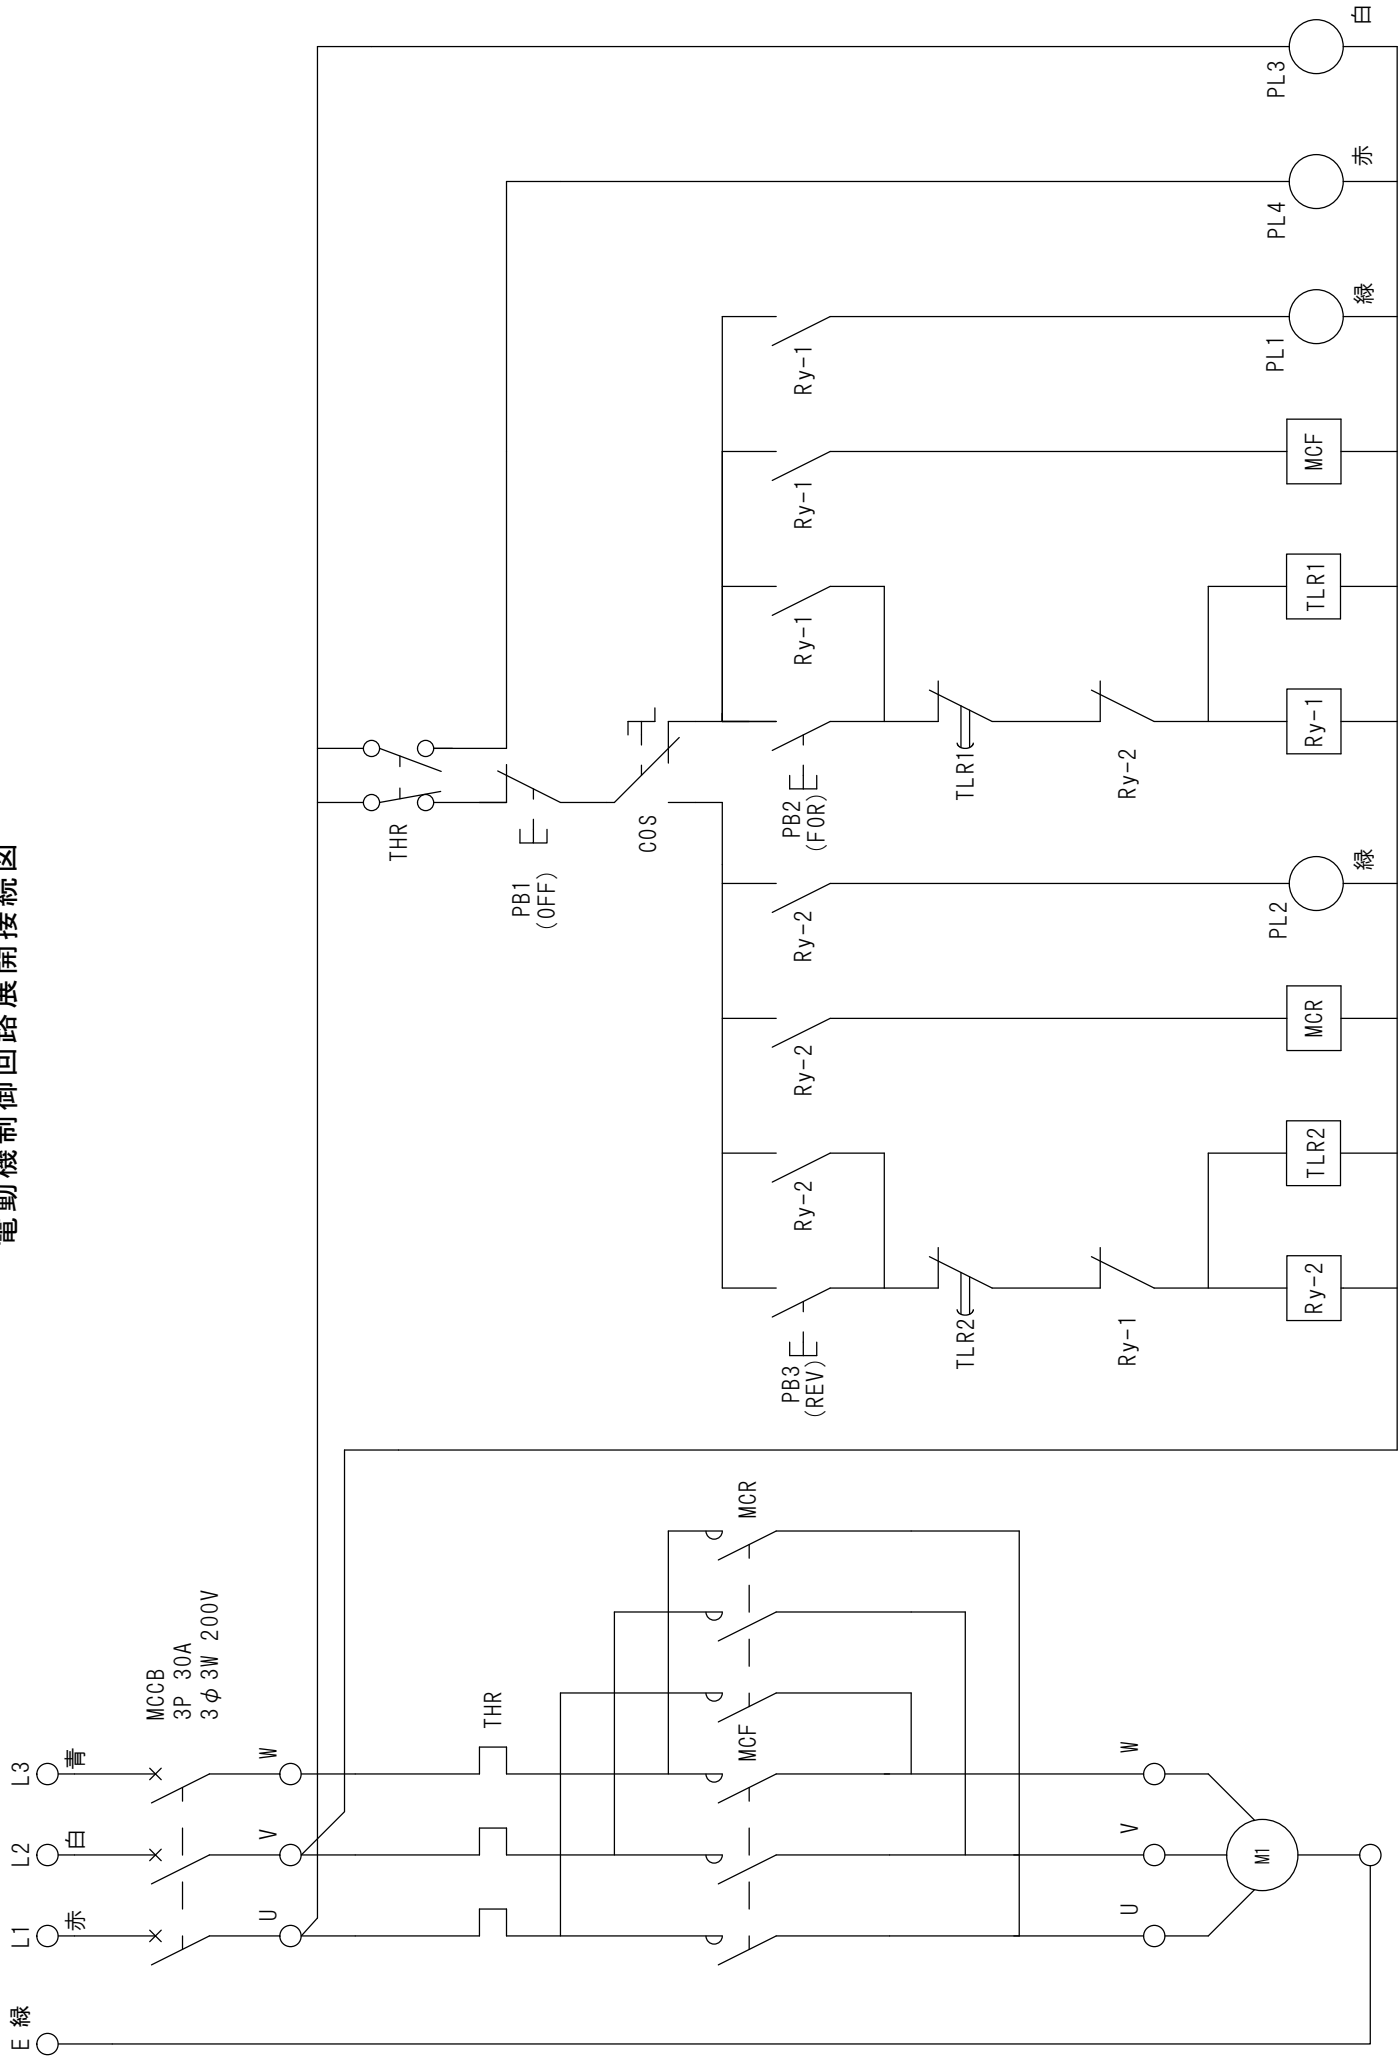 電動機制御回路展開接続図
E 緑
L1
赤
L2
白
L3
青
MCCB
3P 30A
3φ3W 200V
U
V
W
THR
MCF
MCR
U
V
W
M1
THR
PB1
(OFF)
COS
PB3
(REV)
Ry-2
Ry-2
Ry-2
PB2
(FOR)
Ry-1
Ry-1
Ry-1
TLR2
Ry-1
TLR1
Ry-2
Ry-2
TLR2
MCR
PL2
緑
Ry-1
TLR1
MCF
PL1
緑
PL4
赤
PL3
白